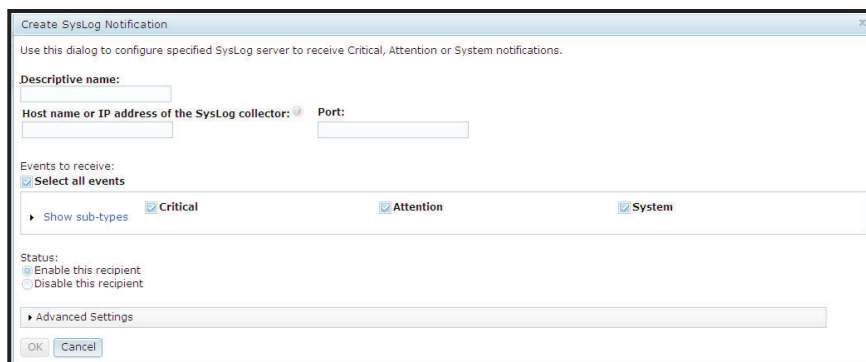 Create SysLog Notification x
Use this dialog to configure specified SysLog server to receive Critical, Attention or System notifications.
Descriptive name:
Host name or IP address of the SysLog collector: ? Port:
Events to receive:
Select all events
Show sub-types Critical Attention System
Status:
Enable this recipient
Disable this recipient
Advanced Settings
OK Cancel